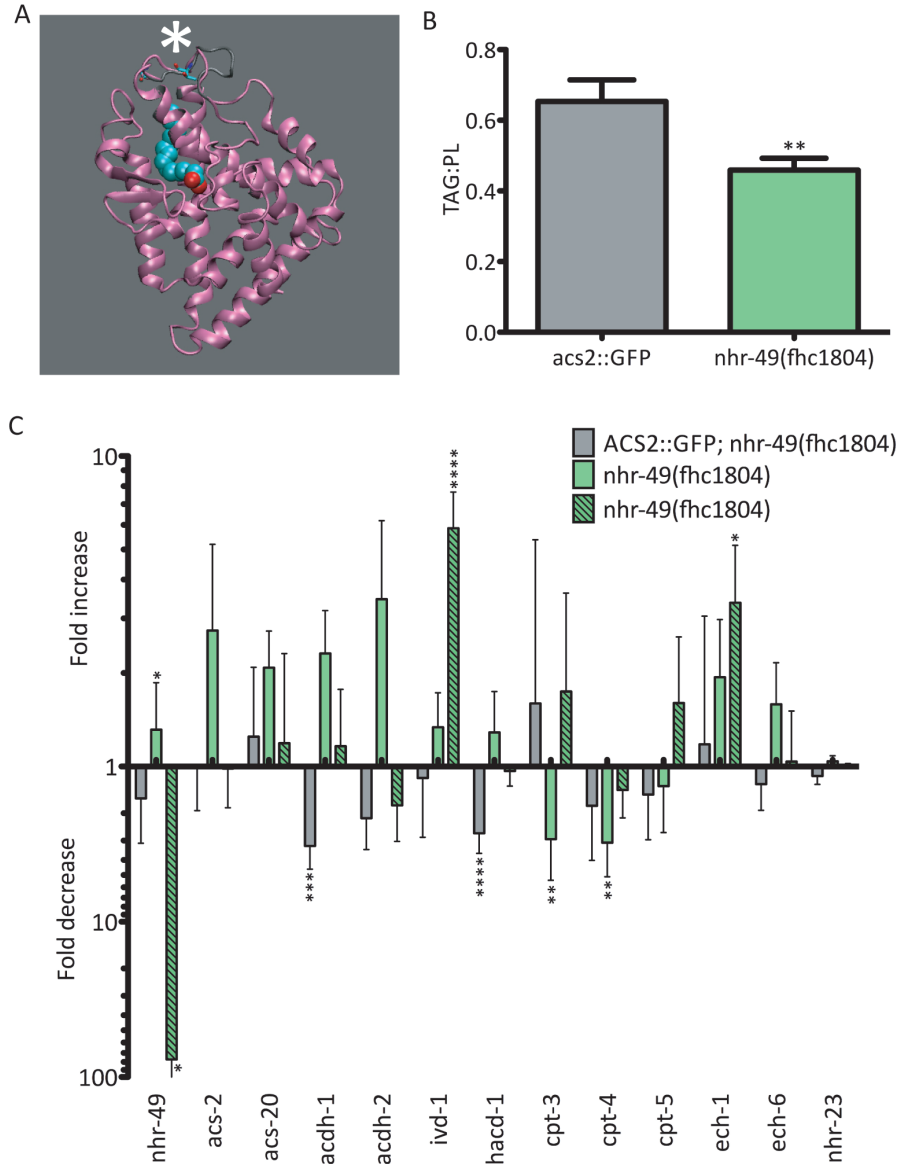 A
*
B
0.8
0.6
0.4
0.2
0.0
TAG:PL
**
acs2::GFP
nhr-49(fhc1804)
C
ACS2::GFP; nhr-49(fhc1804)
nhr-49(fhc1804)
nhr-49(fhc1804)
10
1
10
100
Fold increase
Fold decrease
*
*
***
****
****
**
**
*
nhr-49
acs-2
acs-20
acdh-1
acdh-2
ivd-1
hacd-1
cpt-3
cpt-4
cpt-5
ech-1
ech-6
nhr-23